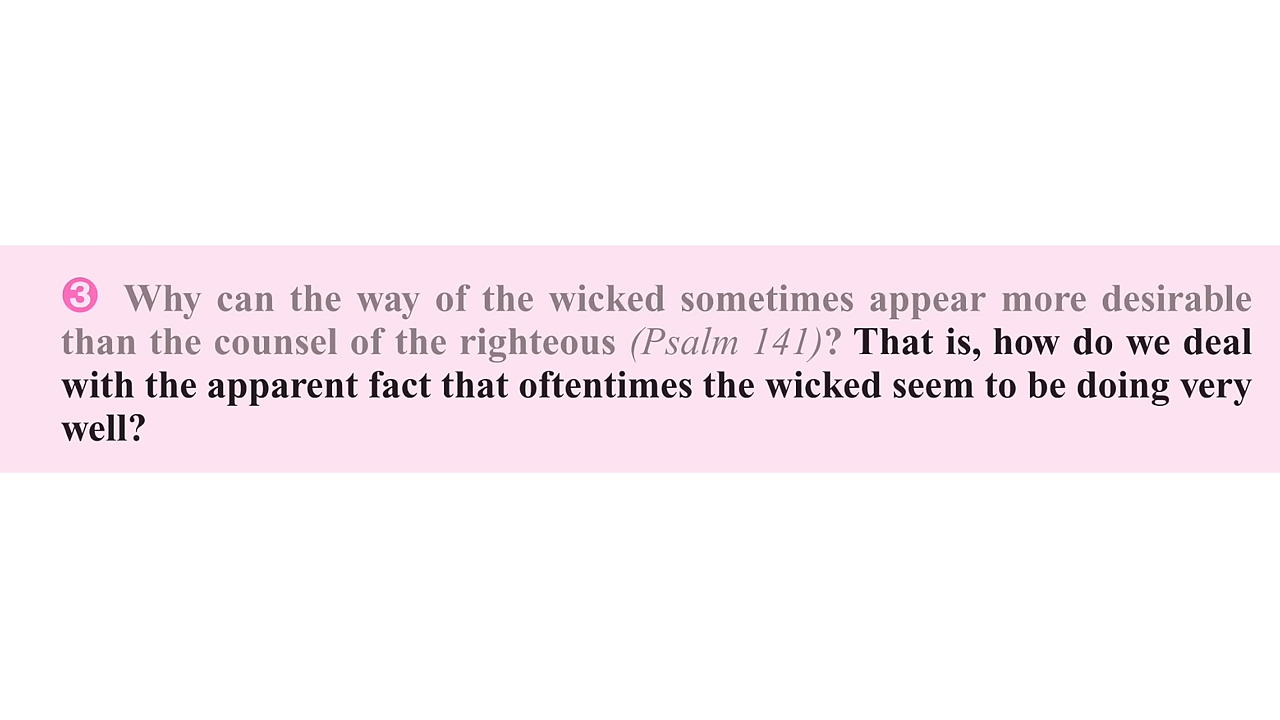 ❸ Why can the way of the wicked sometimes appear more desirable
than the counsel of the righteous (Psalm 141)? That is, how do we deal
with the apparent fact that oftentimes the wicked seem to be doing very
well?